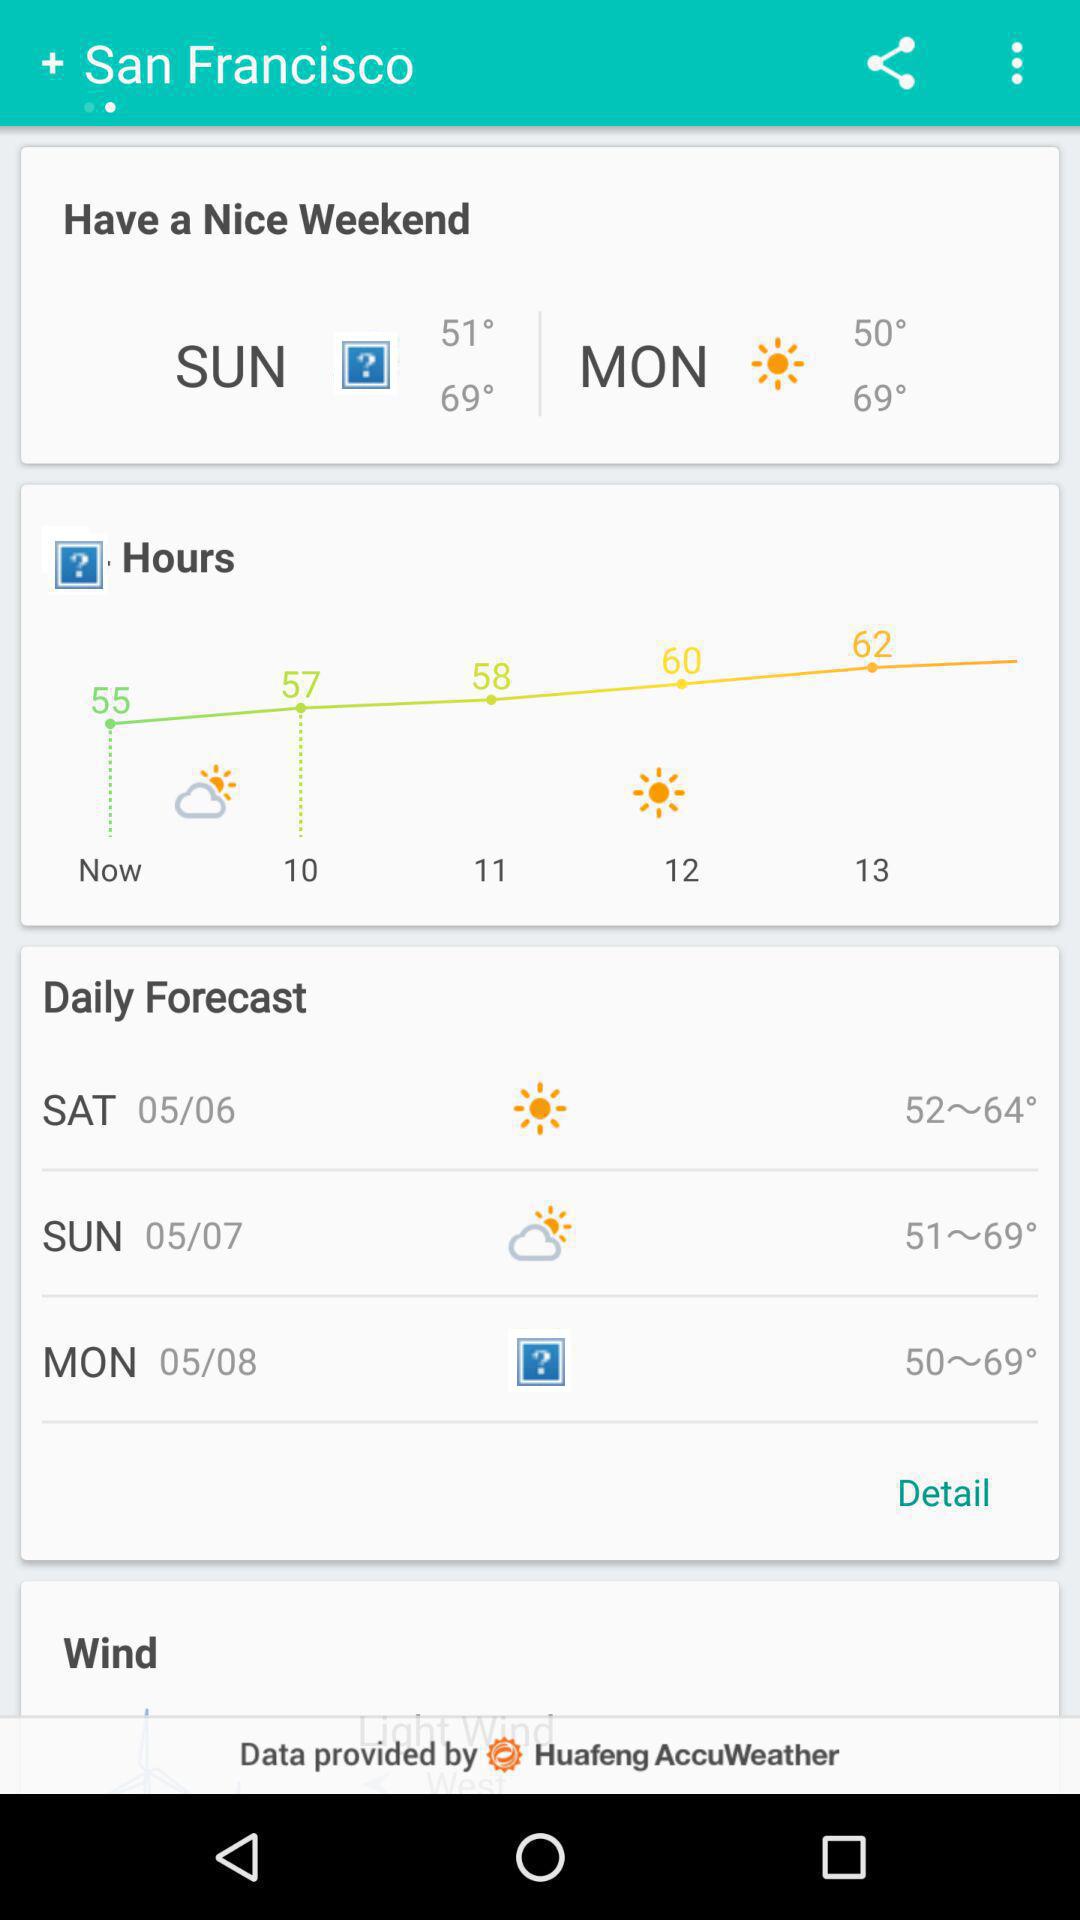 + San Francisco
Have a Nice Weekend
SUN ? 51° 69°
MON 50° 69°
? Hours
55 57 58 60 62
Now 10 11 12 13
Daily Forecast
SAT 05/06 52～64°
SUN 05/07 51～69°
MON 05/08 ? 50～69°
Detail
Wind
Light Wind
West
Data provided by Huafeng AccuWeather